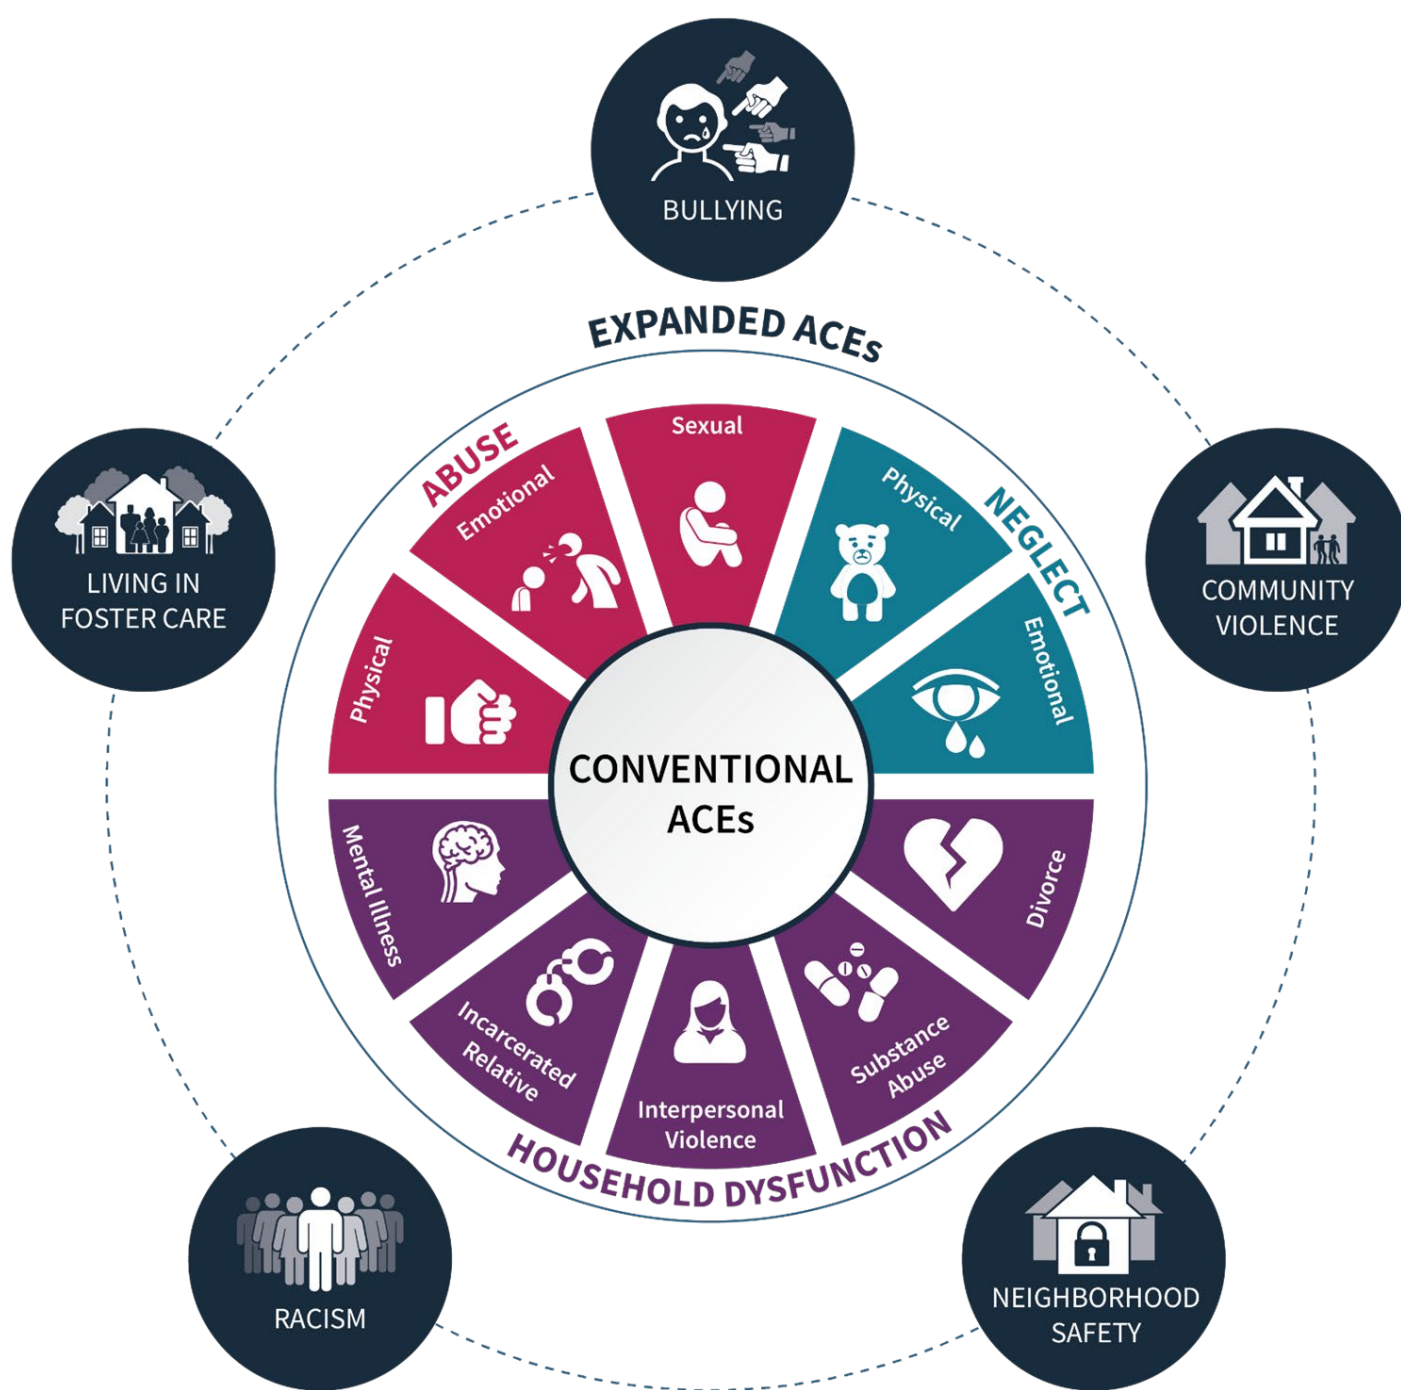 BULLYING
EXPANDED ACEs
LIVING IN
FOSTER CARE
COMMUNITY
VIOLENCE
ABUSE
Physical
Emotional
Sexual
NEGLECT
Physical
Emotional
CONVENTIONAL
ACEs
Mental Illness
Incarcerated
Relative
Interpersonal
Violence
Substance
Abuse
Divorce
HOUSEHOLD DYSFUNCTION
RACISM
NEIGHBORHOOD
SAFETY